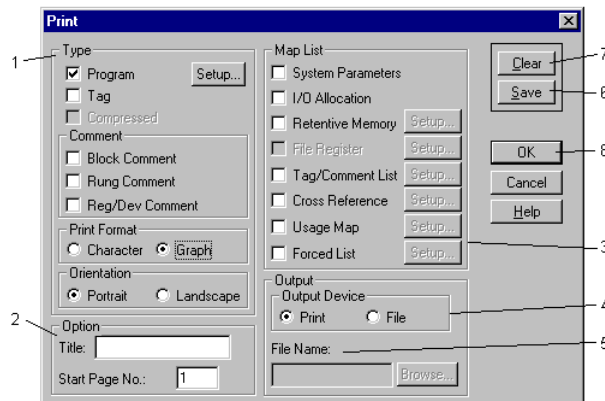 Print
1
Type
Program
Setup...
Tag
Compressed
Comment
Block Comment
Rung Comment
Reg/Dev Comment
Print Format
Character
Graph
Orientation
Portrait
Landscape
2
Option
Title:
Start Page No.:
1
Map List
System Parameters
I/O Allocation
Retentive Memory
Setup...
File Register
Setup...
Tag/Comment List
Setup...
Cross Reference
Setup...
Usage Map
Setup...
Forced List
Setup...
3
Output
Output Device
Print
File
4
5
File Name:
Browse...
Clear
7
Save
6
OK
8
Cancel
Help